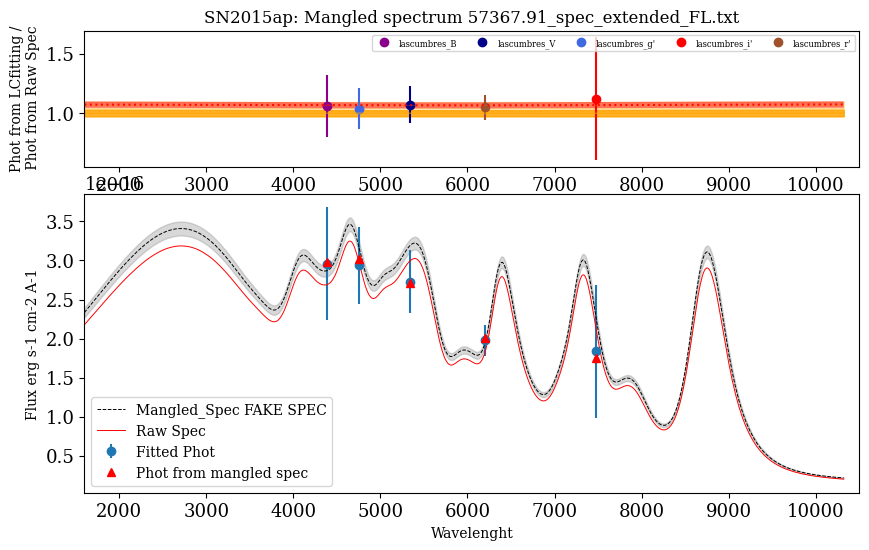 SN2015ap: Mangled spectrum 57367.91_spec_extended_FL.txt
Phot from LCfitting /
Phot from Raw Spec
1.5
1.0
lascumbres_B
lascumbres_V
lascumbres_g'
lascumbres_i'
lascumbres_r'
2000 3000 4000 5000 6000 7000 8000 9000 10000
1e−16
Flux erg s-1 cm-2 A-1
3.5
3.0
2.5
2.0
1.5
1.0
0.5
Mangled_Spec FAKE SPEC
Raw Spec
Fitted Phot
Phot from mangled spec
2000 3000 4000 5000 6000 7000 8000 9000 10000
Wavelenght